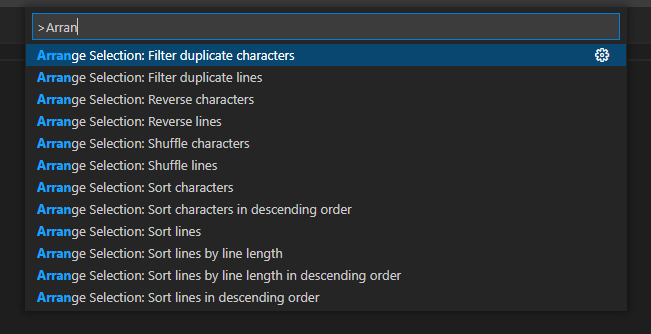 >Arran
Arrange Selection: Filter duplicate characters
Arrange Selection: Filter duplicate lines
Arrange Selection: Reverse characters
Arrange Selection: Reverse lines
Arrange Selection: Shuffle characters
Arrange Selection: Shuffle lines
Arrange Selection: Sort characters
Arrange Selection: Sort characters in descending order
Arrange Selection: Sort lines
Arrange Selection: Sort lines by line length
Arrange Selection: Sort lines by line length in descending order
Arrange Selection: Sort lines in descending order